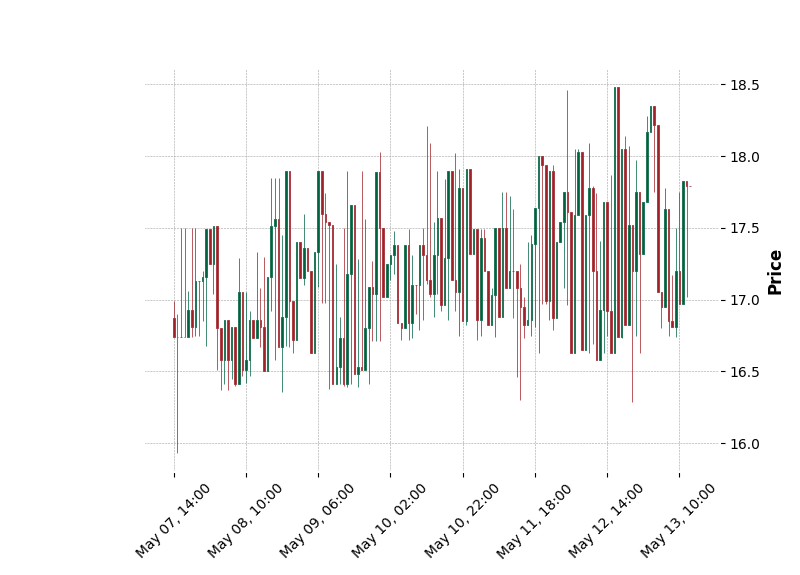 18.5
18.0
17.5
17.0
16.5
16.0
Price
May 07, 14:00
May 08, 10:00
May 09, 06:00
May 10, 02:00
May 10, 22:00
May 11, 18:00
May 12, 14:00
May 13, 10:00